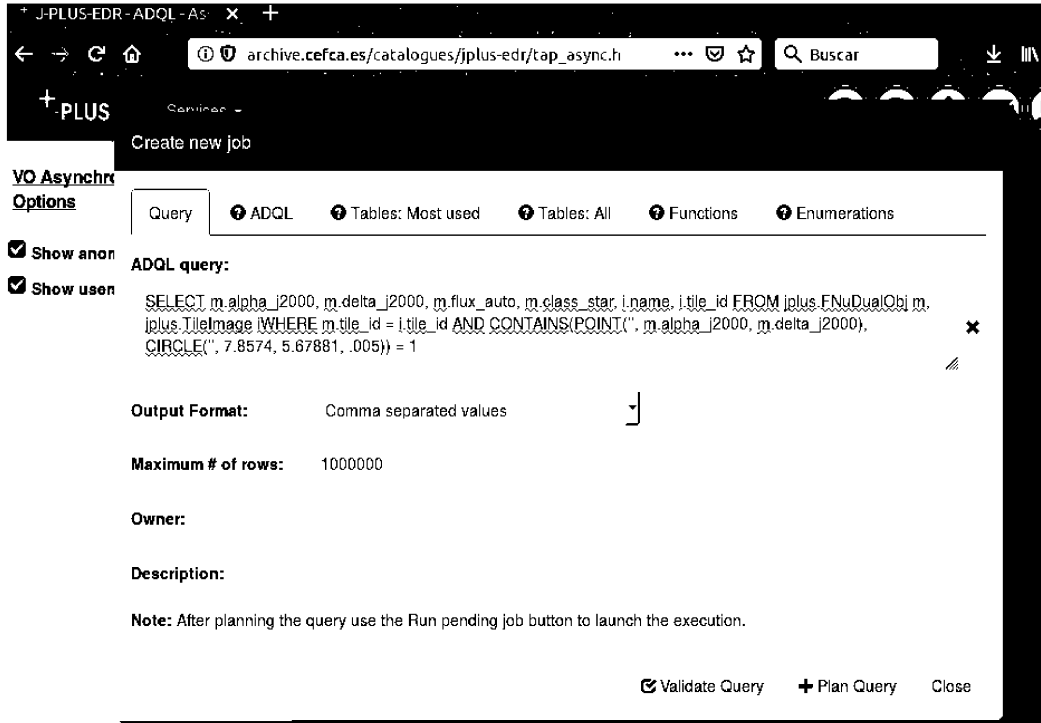 J-PLUS-EDR - ADQL - As
archive.cefca.es/catalogues/jplus-edr/tap_async.h
Buscar
PLUS
Services
Create new job
VO Asynchro
Options
Show anon
Show user
Query
ADQL
Tables: Most used
Tables: All
Functions
Enumerations
ADQL query:
SELECT m.alpha_j2000, m.delta_j2000, m.flux_auto, m.class_star, i.name, i.tile_id FROM jplus.FNuDualObj m,
jplus.TileImage iWHERE m.tile_id = i.tile_id AND CONTAINS(POINT('', m.alpha_j2000, m.delta_j2000),
CIRCLE('', 7.8574, 5.67881, .005)) = 1
Output Format: Comma separated values
Maximum # of rows: 1000000
Owner:
Description:
Note: After planning the query use the Run pending job button to launch the execution.
Validate Query
Plan Query
Close